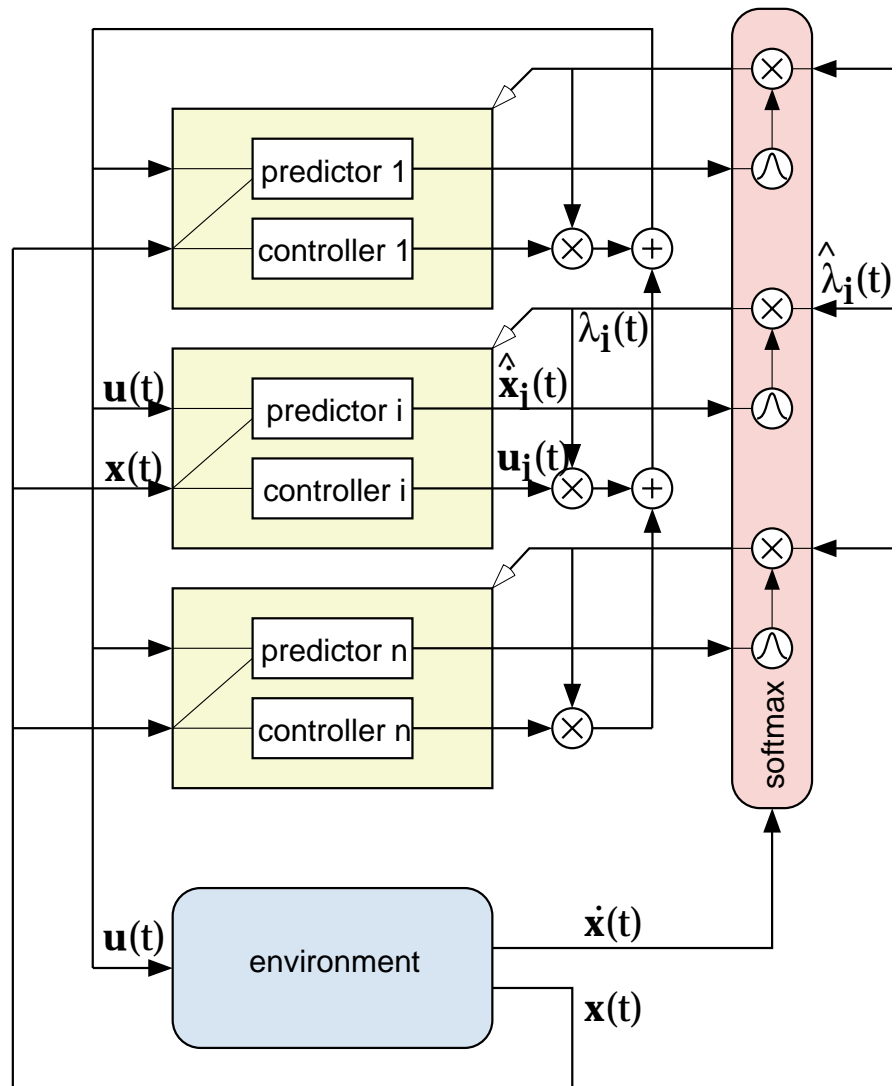 predictor 1
controller 1
λ̂ᵢ(t)
λᵢ(t)
u(t)
predictor i
x̂̇ᵢ(t)
x(t)
controller i
uᵢ(t)
predictor n
controller n
softmax
u(t)
environment
ẋ(t)
x(t)